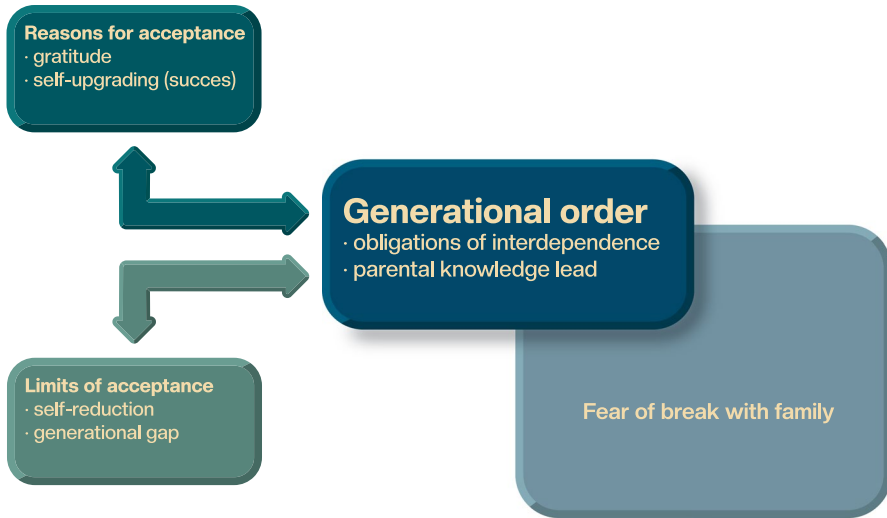 Reasons for acceptance
· gratitude
· self-upgrading (succes)
Generational order
· obligations of interdependence
· parental knowledge lead
Limits of acceptance
· self-reduction
· generational gap
Fear of break with family